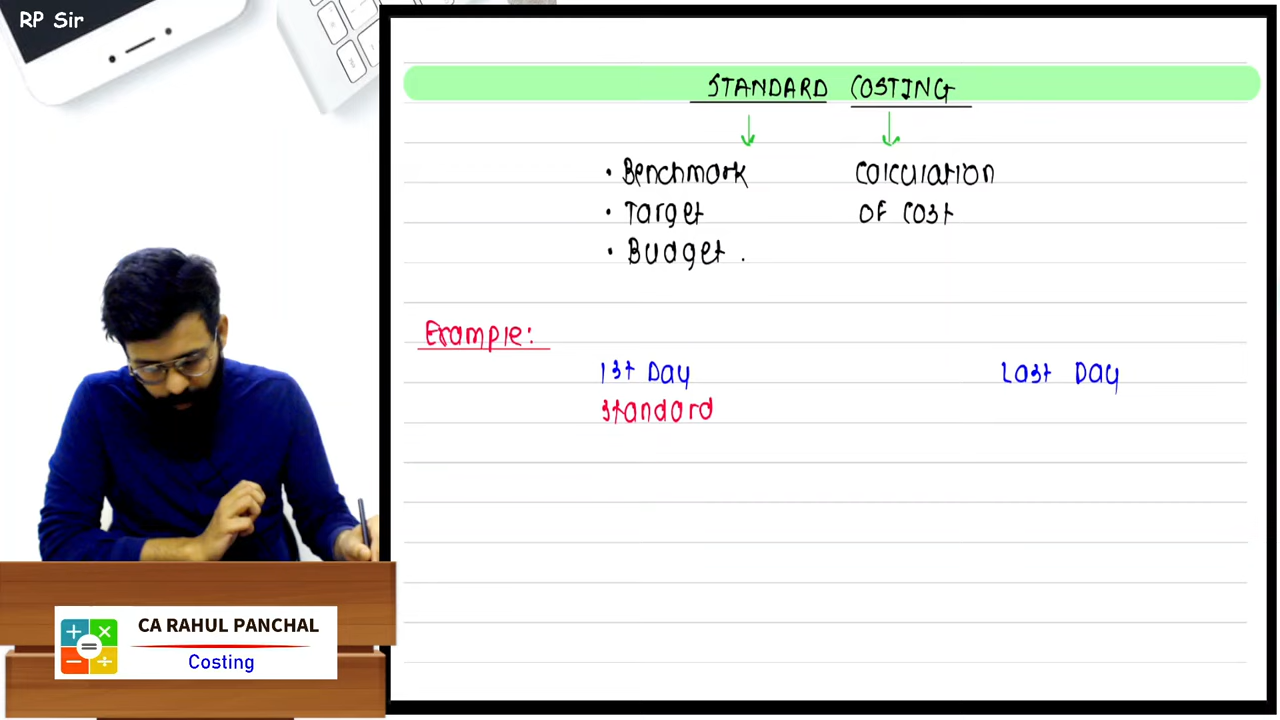 RP Sir
STANDARD COSTING
• Benchmark Calculation
• Target OF Cost
• Budget.
Example:
1st Day Last Day
Standard
CA RAHUL PANCHAL
Costing